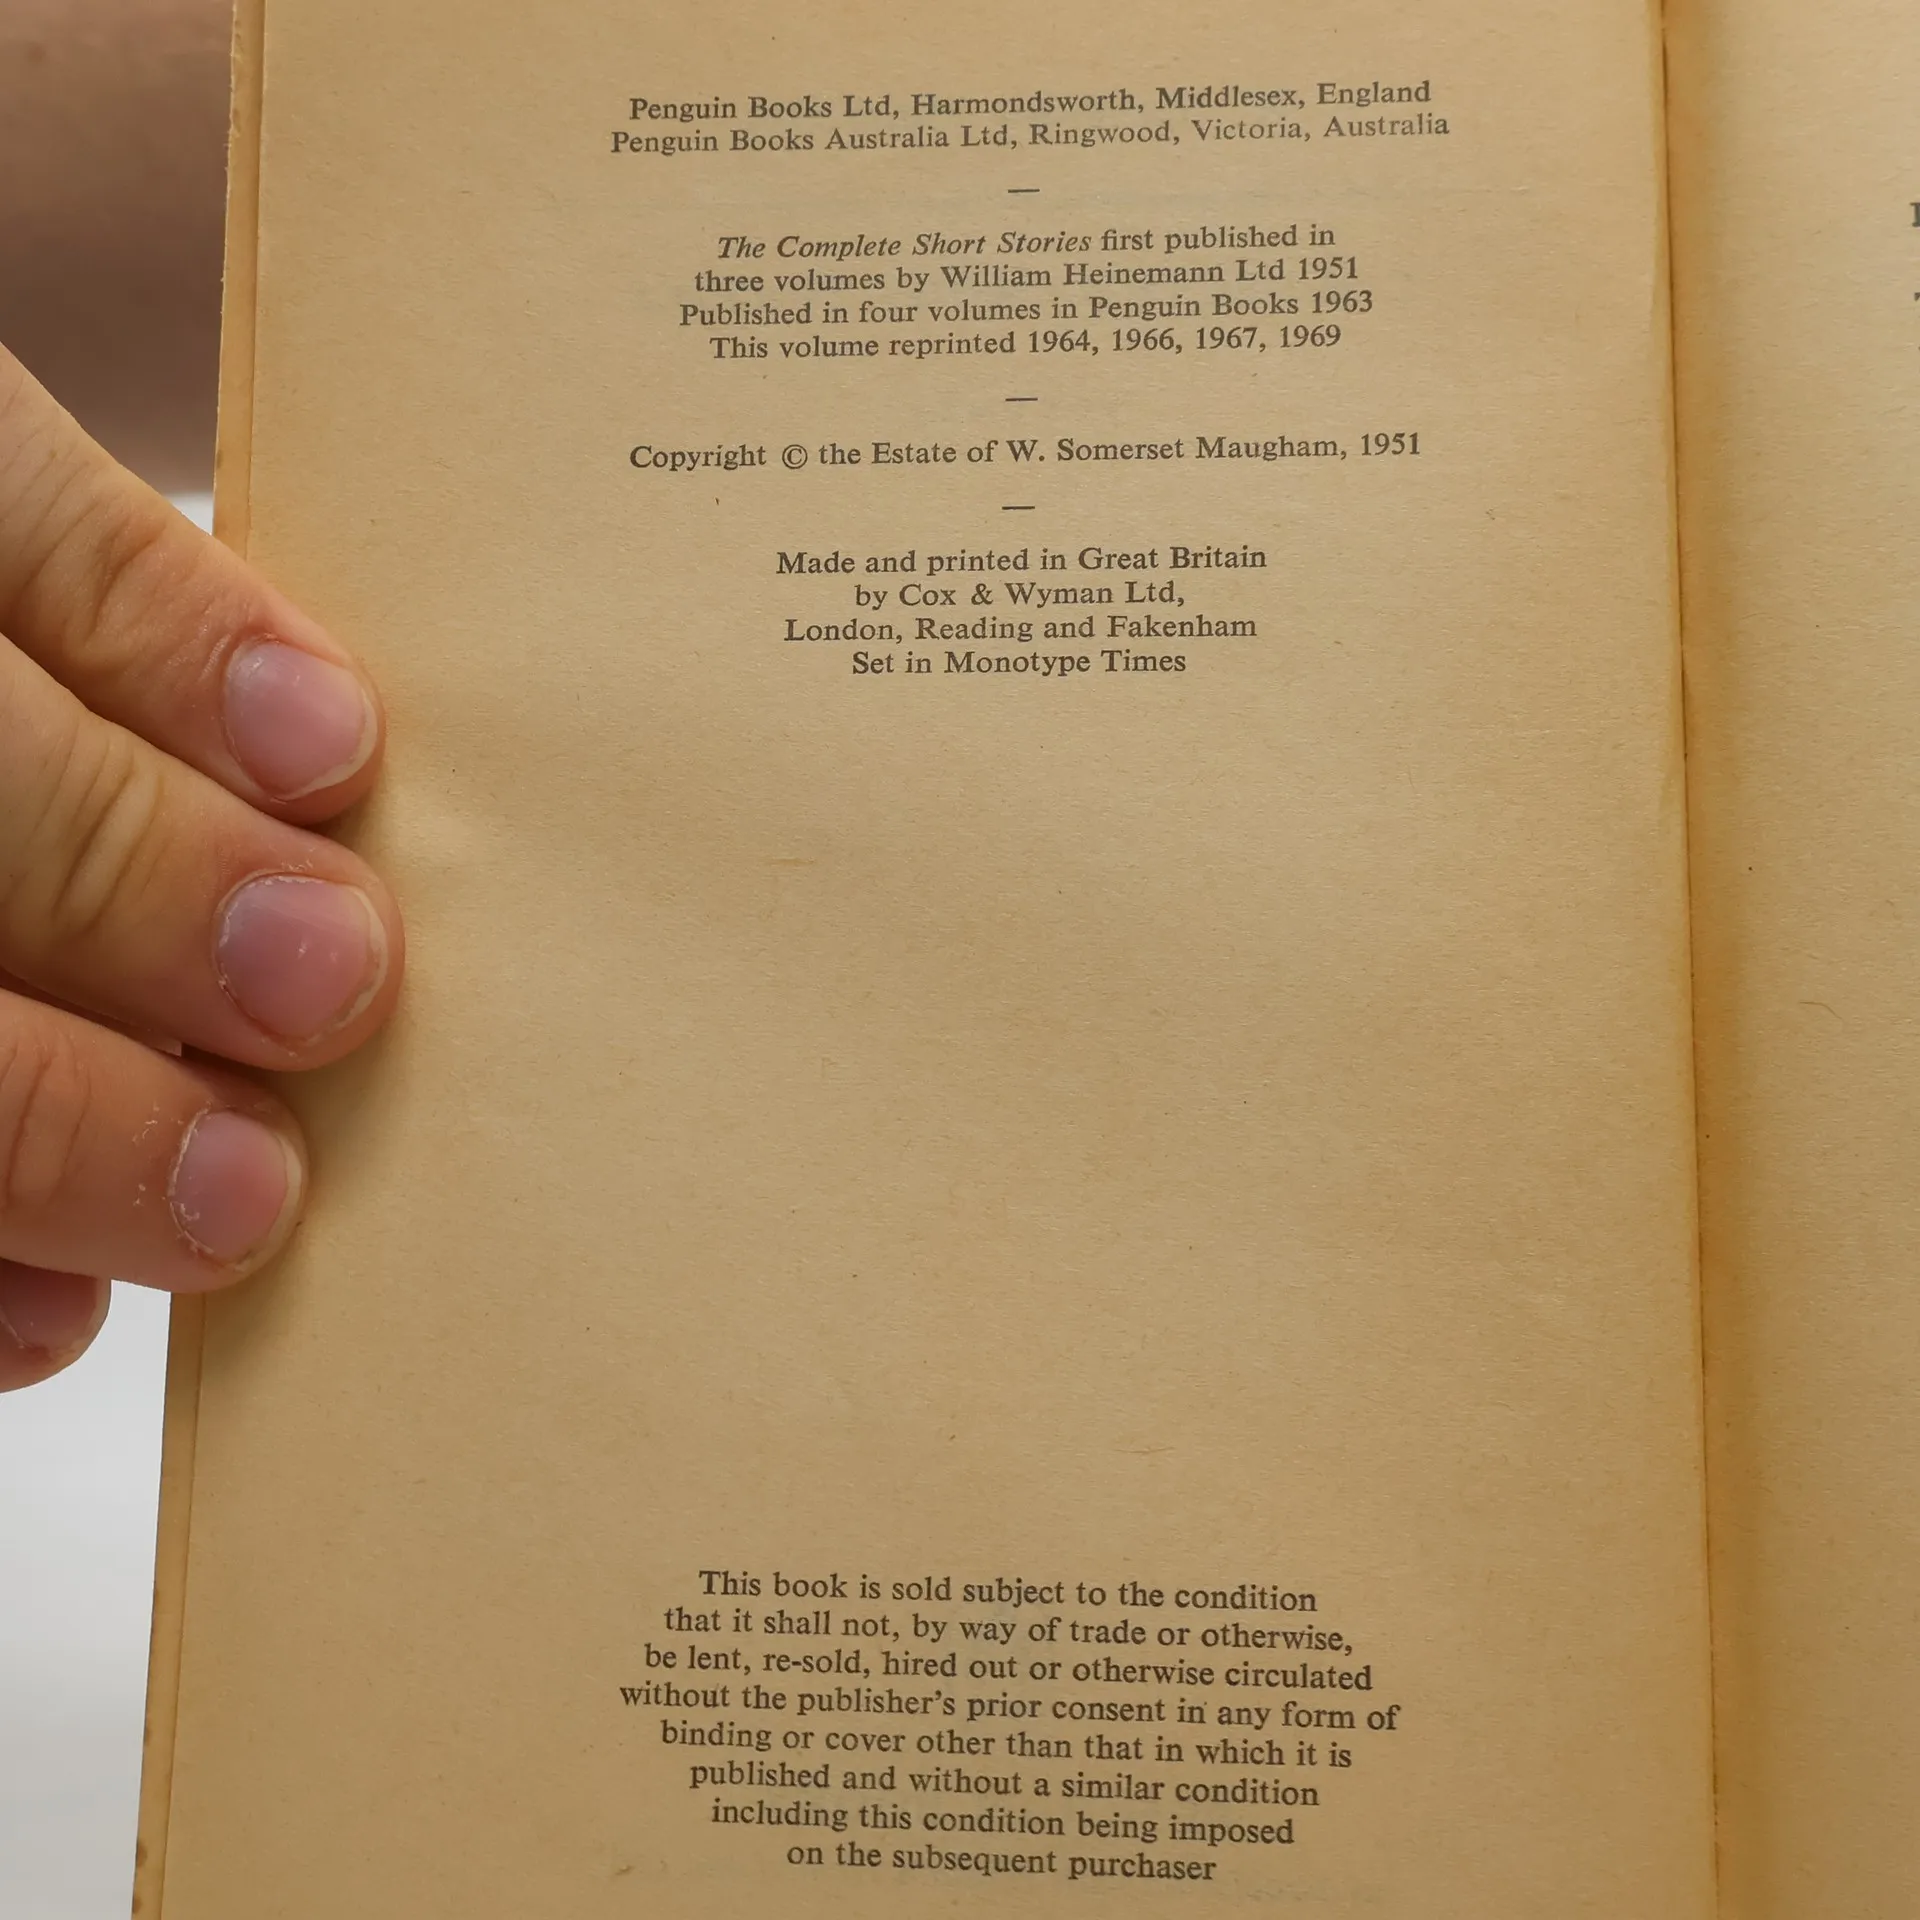 Penguin Books Ltd, Harmondsworth, Middlesex, England
Penguin Books Australia Ltd, Ringwood, Victoria, Australia
—
The Complete Short Stories first published in
three volumes by William Heinemann Ltd 1951
Published in four volumes in Penguin Books 1963
This volume reprinted 1964, 1966, 1967, 1969
—
Copyright © the Estate of W. Somerset Maugham, 1951
—
Made and printed in Great Britain
by Cox & Wyman Ltd,
London, Reading and Fakenham
Set in Monotype Times
This book is sold subject to the condition
that it shall not, by way of trade or otherwise,
be lent, re-sold, hired out or otherwise circulated
without the publisher's prior consent in any form of
binding or cover other than that in which it is
published and without a similar condition
including this condition being imposed
on the subsequent purchaser